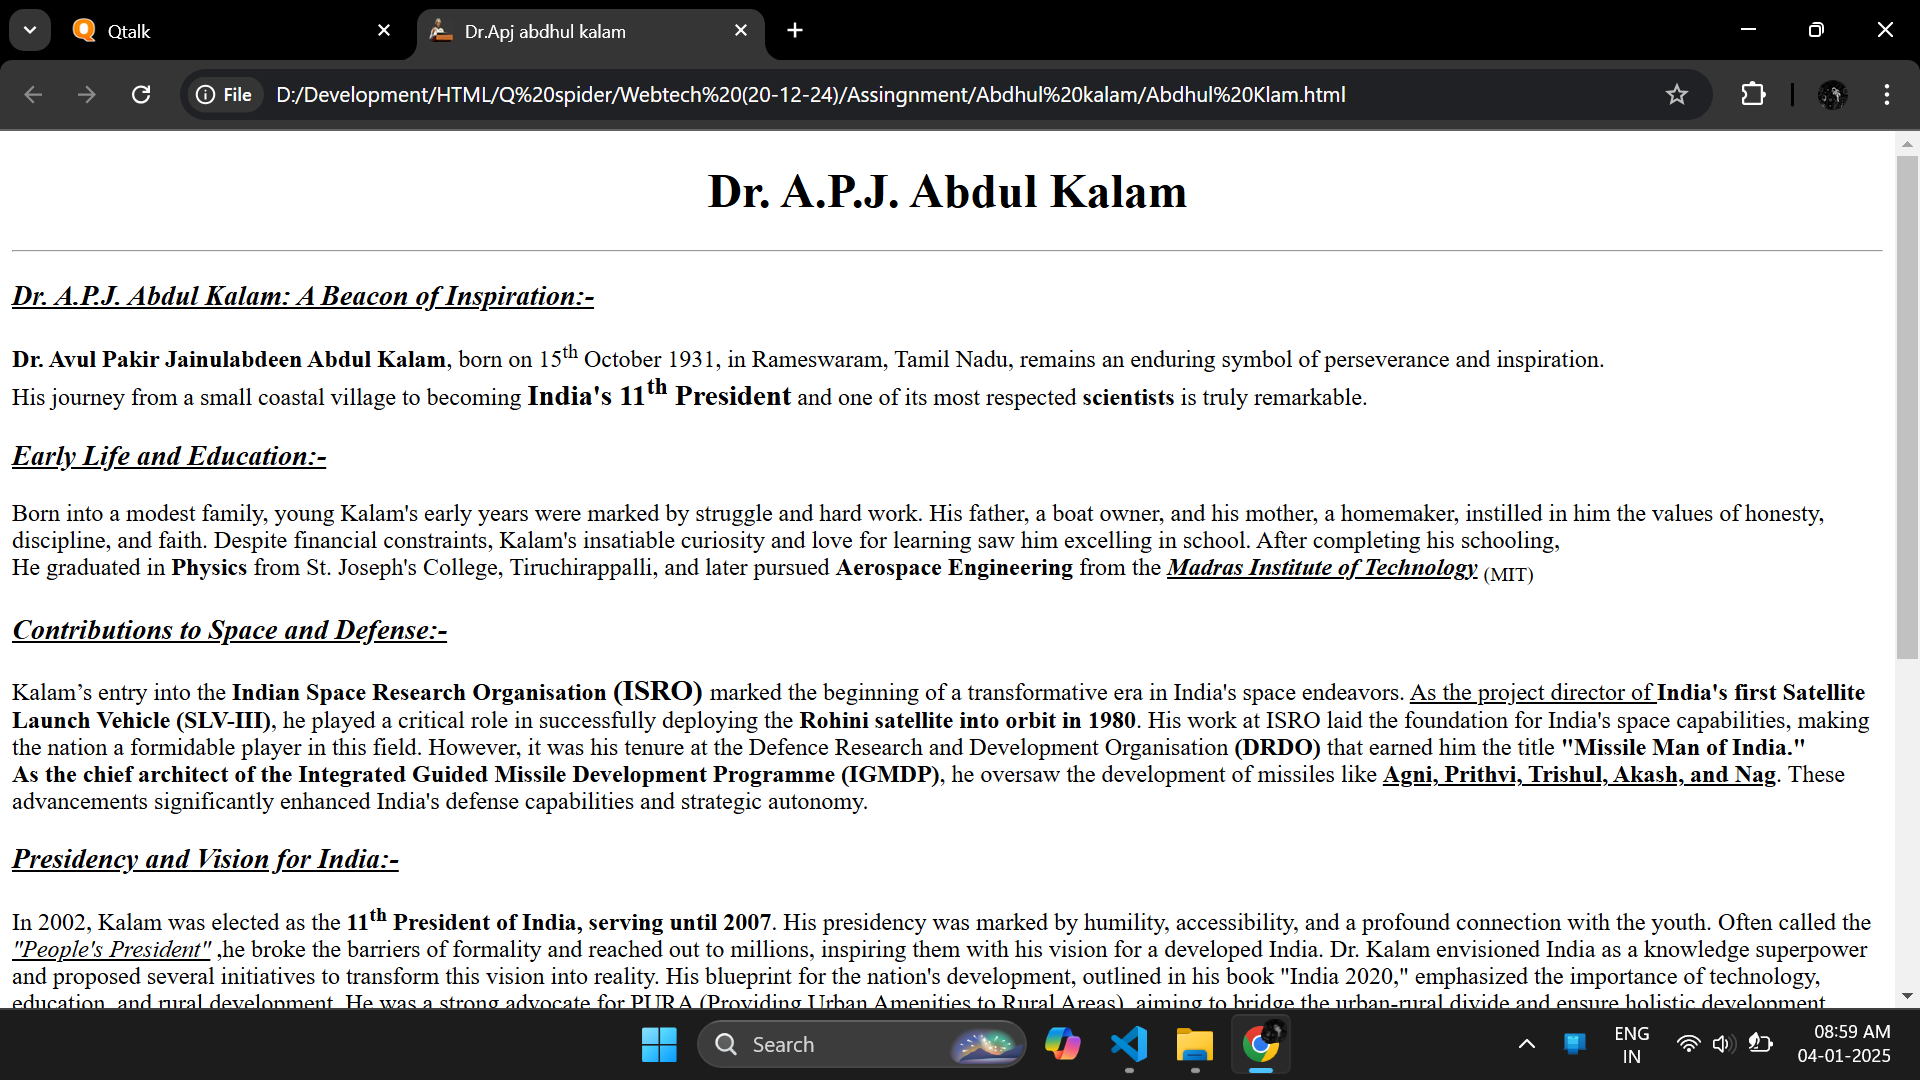 Qtalk
Dr.Apj abdhul kalam
File
D:/Development/HTML/Q%20spider/Webtech%20(20-12-24)/Assingnment/Abdhul%20kalam/Abdhul%20Klam.html
Dr. A.P.J. Abdul Kalam
Dr. A.P.J. Abdul Kalam: A Beacon of Inspiration:-
Dr. Avul Pakir Jainulabdeen Abdul Kalam, born on 15th October 1931, in Rameswaram, Tamil Nadu, remains an enduring symbol of perseverance and inspiration.
His journey from a small coastal village to becoming India's 11th President and one of its most respected scientists is truly remarkable.
Early Life and Education:-
Born into a modest family, young Kalam's early years were marked by struggle and hard work. His father, a boat owner, and his mother, a homemaker, instilled in him the values of honesty,
discipline, and faith. Despite financial constraints, Kalam's insatiable curiosity and love for learning saw him excelling in school. After completing his schooling,
He graduated in Physics from St. Joseph's College, Tiruchirappalli, and later pursued Aerospace Engineering from the Madras Institute of Technology (MIT)
Contributions to Space and Defense:-
Kalam’s entry into the Indian Space Research Organisation (ISRO) marked the beginning of a transformative era in India's space endeavors. As the project director of India's first Satellite
Launch Vehicle (SLV-III), he played a critical role in successfully deploying the Rohini satellite into orbit in 1980. His work at ISRO laid the foundation for India's space capabilities, making
the nation a formidable player in this field. However, it was his tenure at the Defence Research and Development Organisation (DRDO) that earned him the title "Missile Man of India."
As the chief architect of the Integrated Guided Missile Development Programme (IGMDP), he oversaw the development of missiles like Agni, Prithvi, Trishul, Akash, and Nag. These
advancements significantly enhanced India's defense capabilities and strategic autonomy.
Presidency and Vision for India:-
In 2002, Kalam was elected as the 11th President of India, serving until 2007. His presidency was marked by humility, accessibility, and a profound connection with the youth. Often called the
"People's President" ,he broke the barriers of formality and reached out to millions, inspiring them with his vision for a developed India. Dr. Kalam envisioned India as a knowledge superpower
and proposed several initiatives to transform this vision into reality. His blueprint for the nation's development, outlined in his book "India 2020," emphasized the importance of technology,
education, and rural development. He was a strong advocate for PURA (Providing Urban Amenities to Rural Areas), aiming to bridge the urban-rural divide and ensure holistic development.
Search
ENG
IN
08:59 AM
04-01-2025